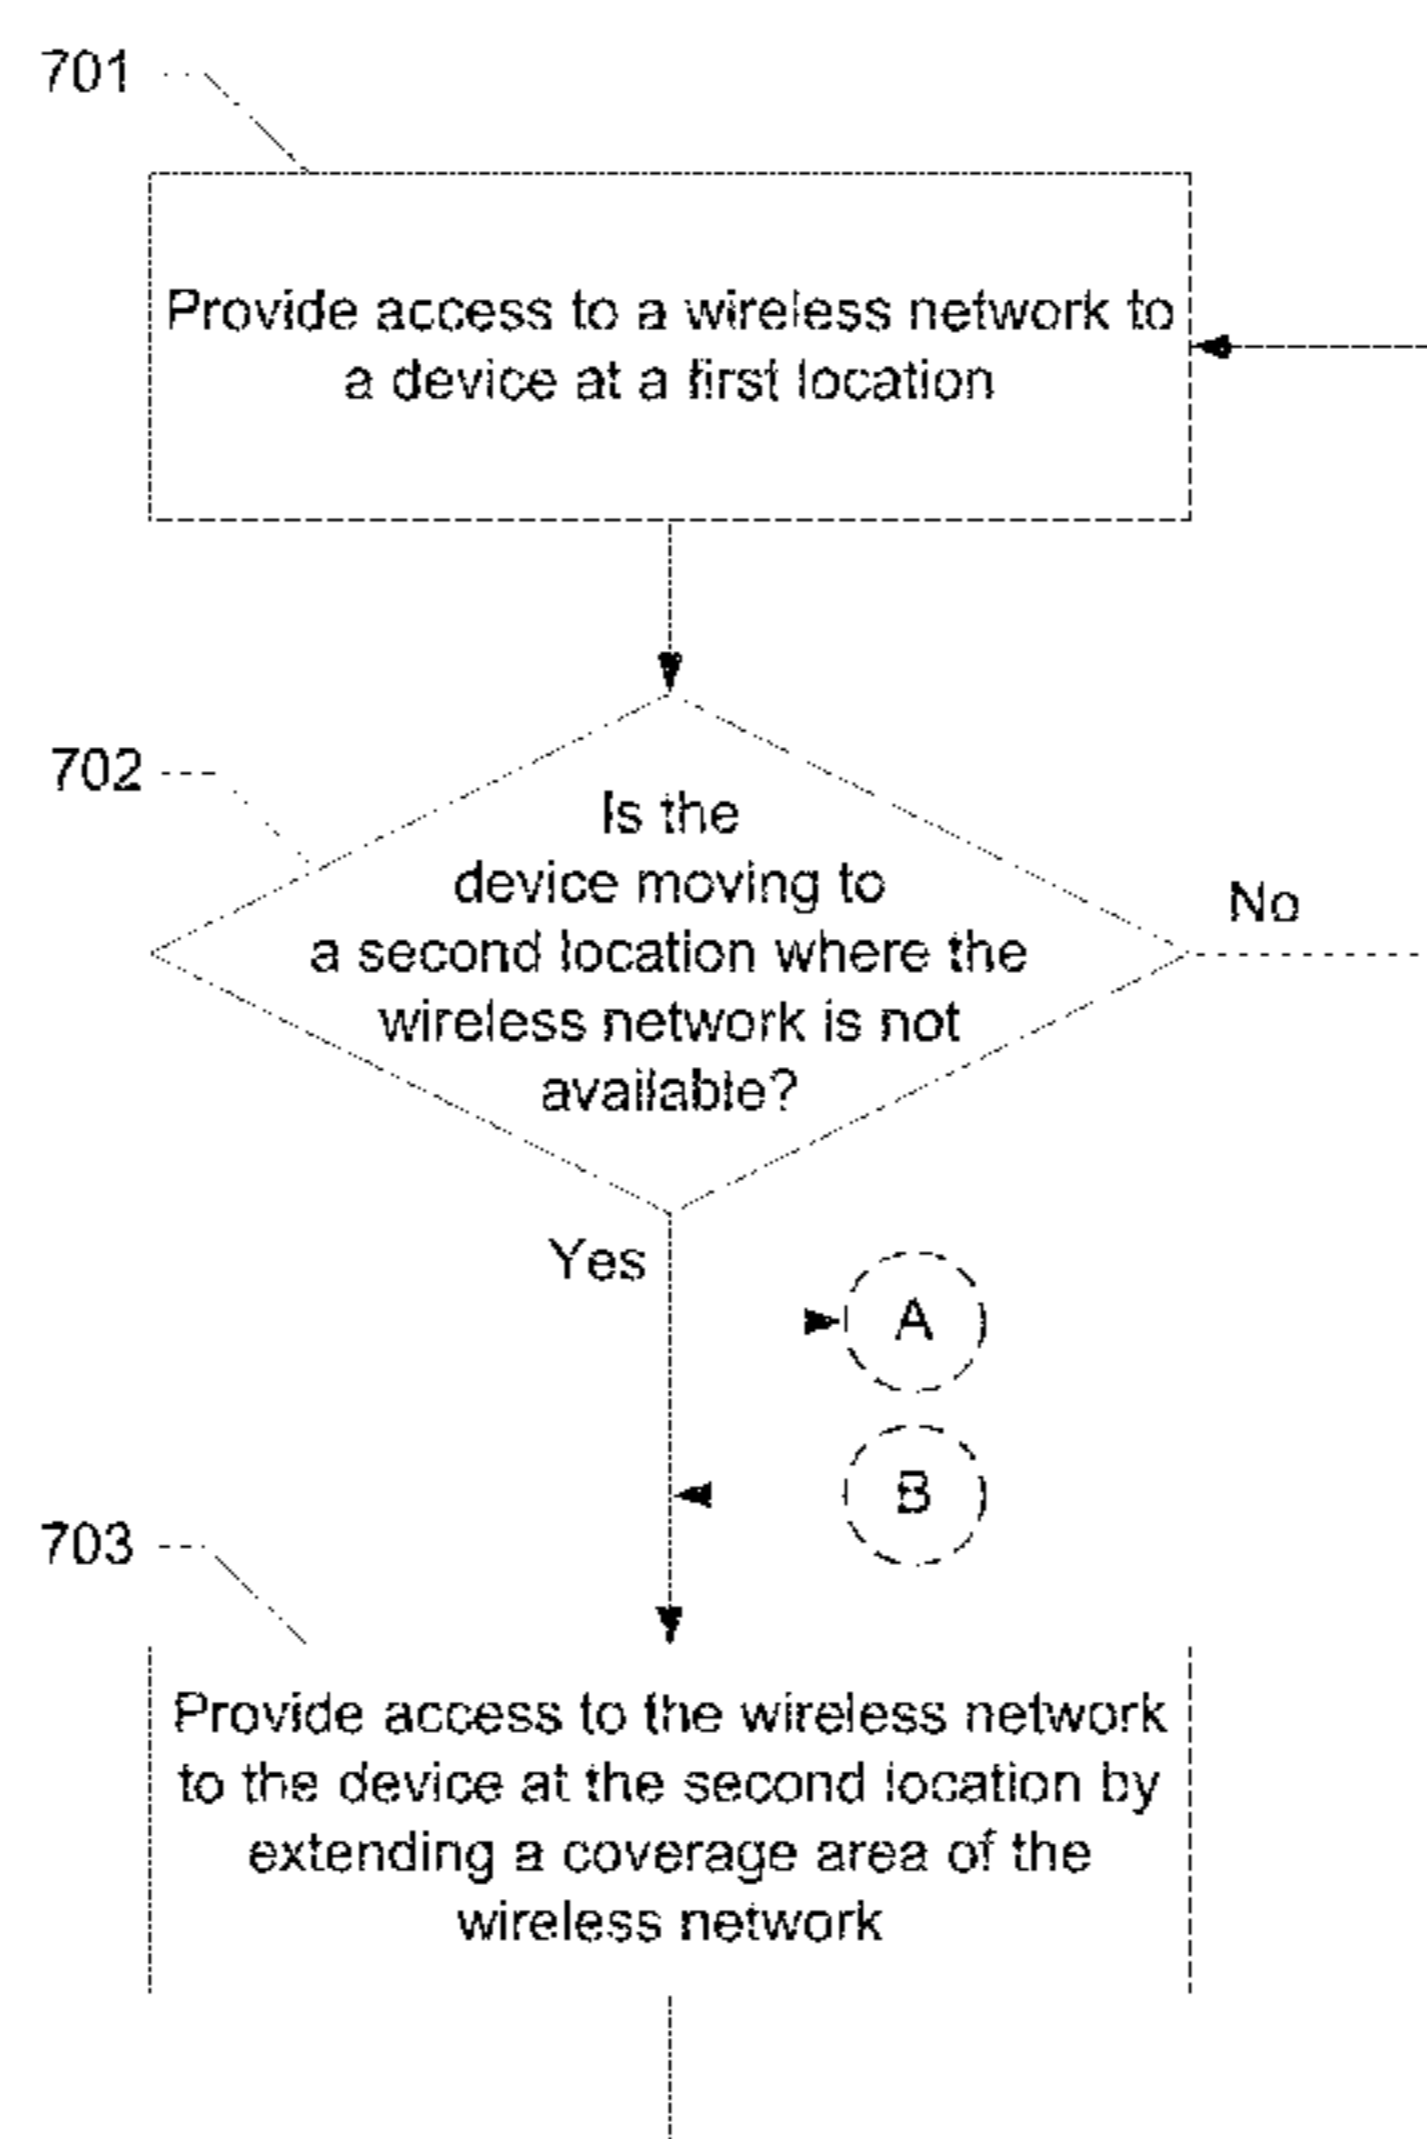 701
Provide access to a wireless network to
a device at a first location
702
Is the
device moving to
a second location where the
wireless network is not
available?
No
Yes
A
B
703
Provide access to the wireless network
to the device at the second location by
extending a coverage area of the
wireless network